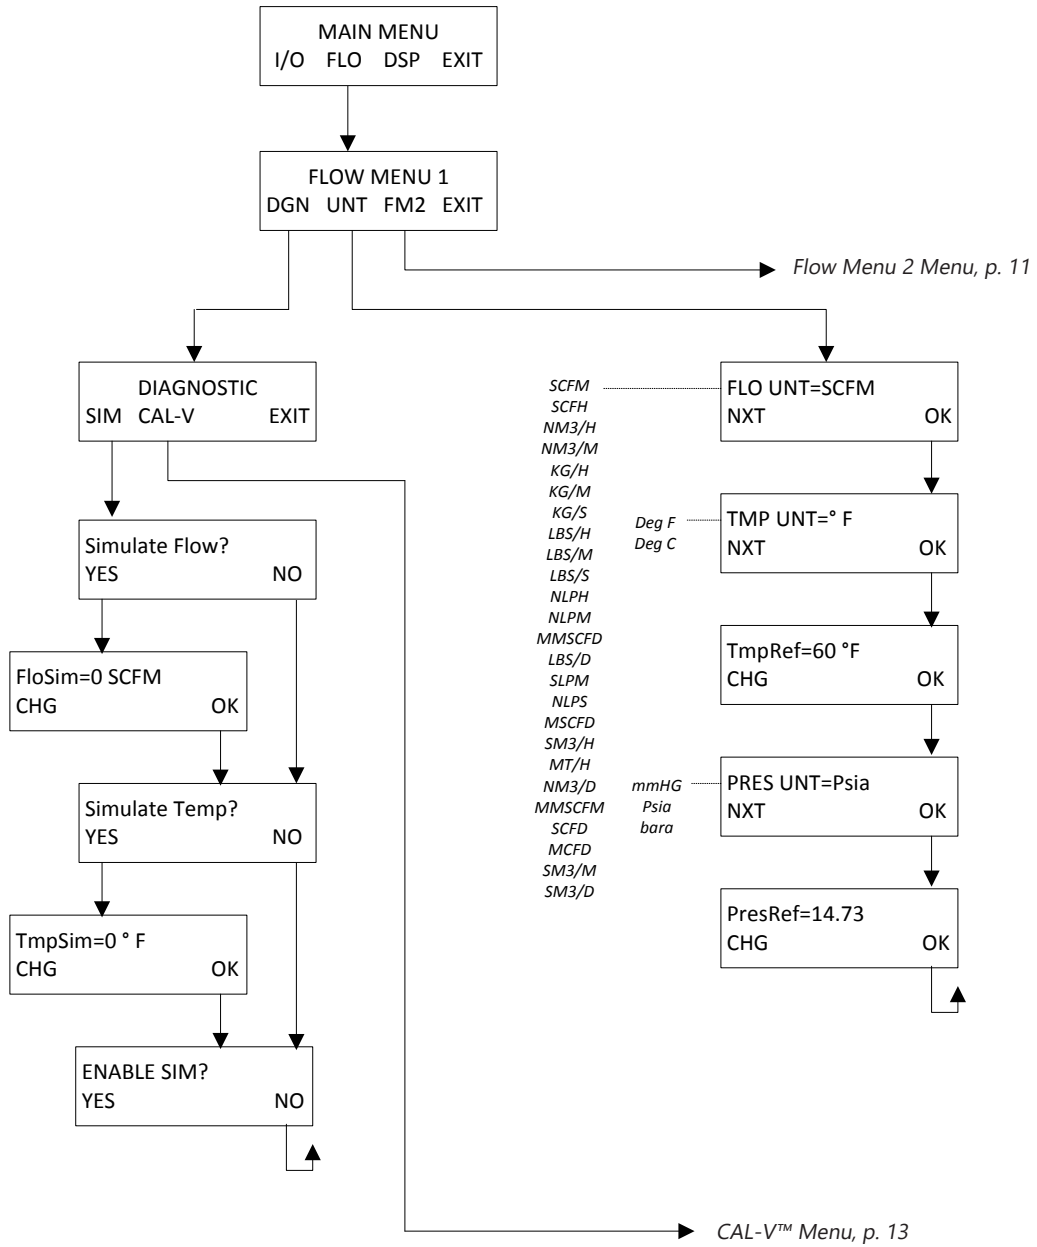 MAIN MENU
I/O FLO DSP EXIT
FLOW MENU 1
DGN UNT FM2 EXIT
Flow Menu 2 Menu, p. 11
DIAGNOSTIC
SIM CAL-V EXIT
Simulate Flow?
YES NO
FloSim=0 SCFM
CHG OK
Simulate Temp?
YES NO
TmpSim=0 ° F
CHG OK
ENABLE SIM?
YES NO
SCFM
SCFH
NM3/H
NM3/M
KG/H
KG/M
KG/S
LBS/H
LBS/M
LBS/S
NLPH
NLPM
MMSCFD
LBS/D
SLPM
NLPS
MSCFD
SM3/H
MT/H
NM3/D
MMSCFM
SCFD
MCFD
SM3/M
SM3/D
FLO UNT=SCFM
NXT OK
Deg F
Deg C
TMP UNT=° F
NXT OK
TmpRef=60 °F
CHG OK
mmHG
Psia
bara
PRES UNT=Psia
NXT OK
PresRef=14.73
CHG OK
CAL-V™ Menu, p. 13